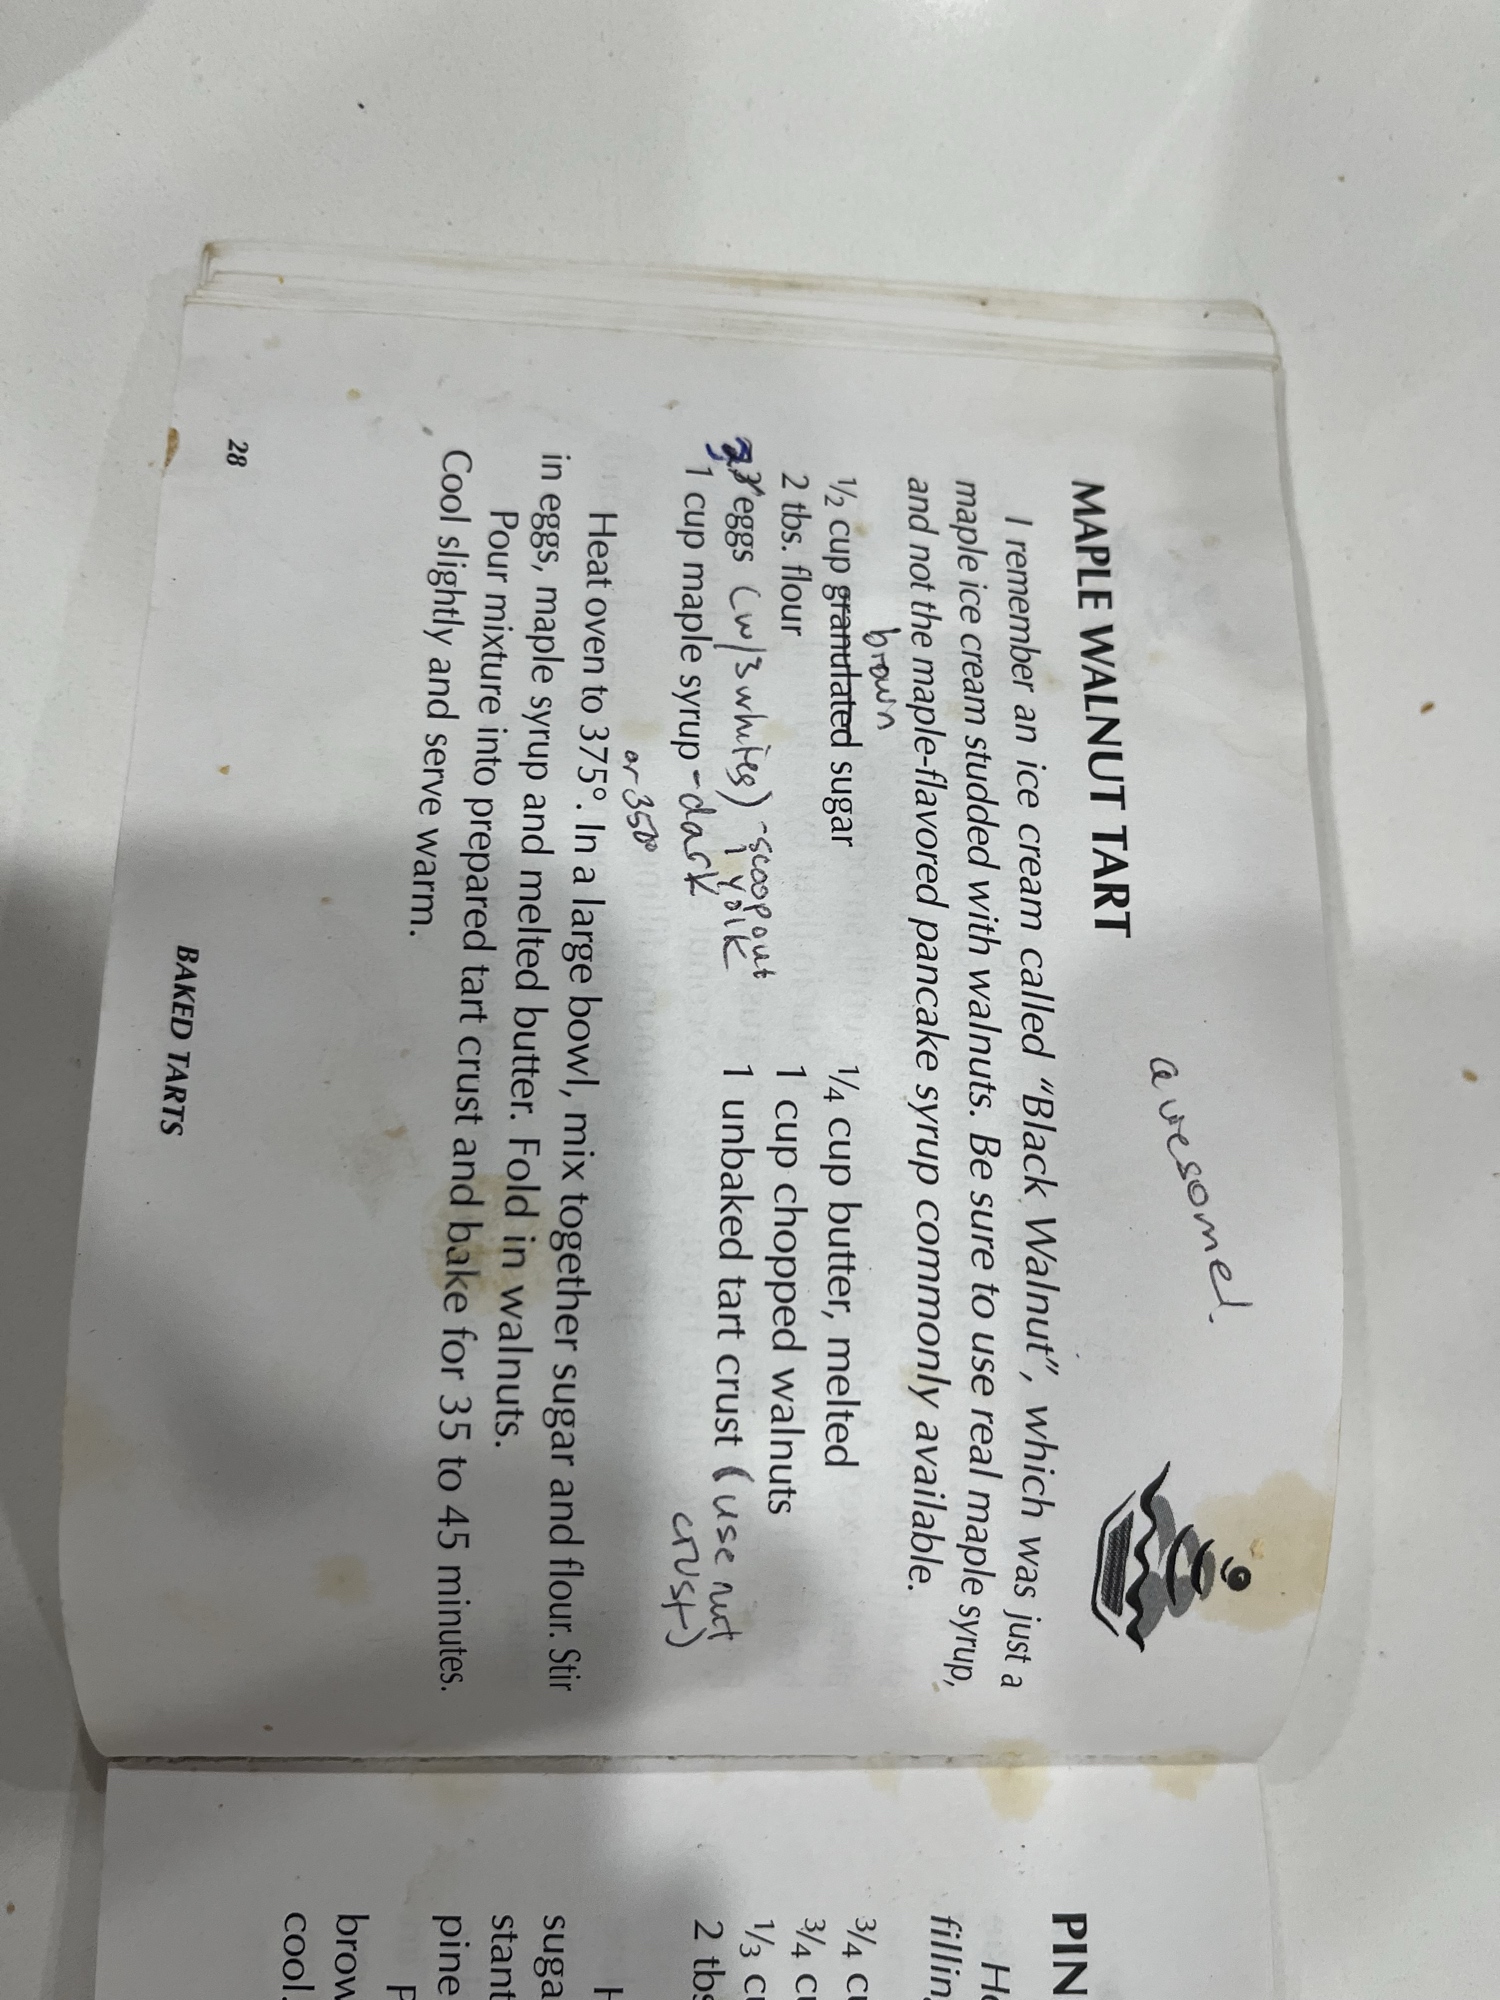 awesome!
MAPLE WALNUT TART
I remember an ice cream called "Black Walnut", which was just a
maple ice cream studded with walnuts. Be sure to use real maple syrup,
and not the maple-flavored pancake syrup commonly available.
brown
½ cup granulated sugar
2 tbs. flour
3 eggs (w/3 whites) - scoop out
1 yolk
1 cup maple syrup - dark
¼ cup butter, melted
1 cup chopped walnuts
1 unbaked tart crust (use nut
crust)
or 350°
Heat oven to 375°. In a large bowl, mix together sugar and flour. Stir
in eggs, maple syrup and melted butter. Fold in walnuts.
Pour mixture into prepared tart crust and bake for 35 to 45 minutes.
Cool slightly and serve warm.
28
BAKED TARTS
PIN
He
fillin
3/4 c
3/4 c
1/3 c
2 tbs
H
suga
stant
pine
P
brow
cool.